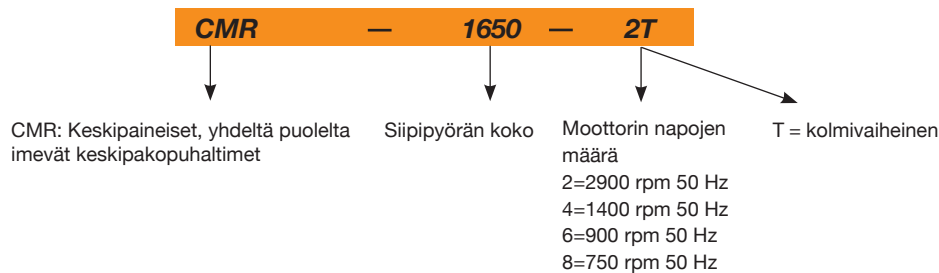 CMR — 1650 — 2T
CMR: Keskipaineiset, yhdeltä puolelta
imevät keskipakopuhaltimet
Siipipyörän koko
Moottorin napojen
määrä
2=2900 rpm 50 Hz
4=1400 rpm 50 Hz
6=900 rpm 50 Hz
8=750 rpm 50 Hz
T = kolmivaiheinen